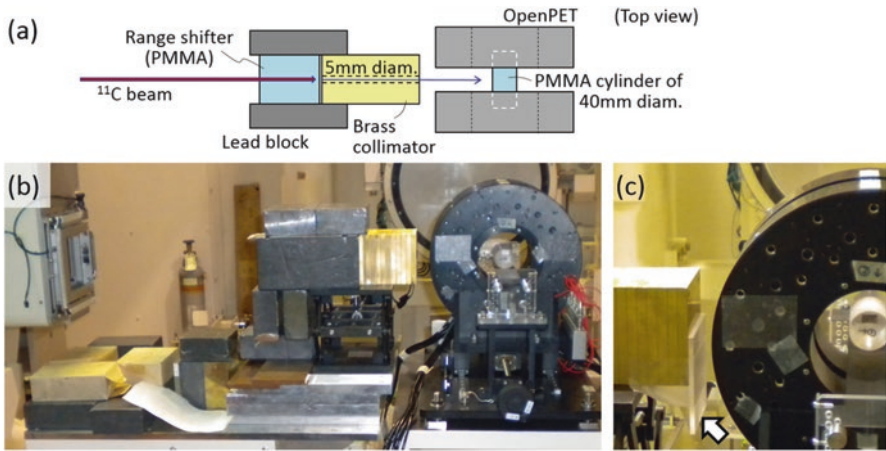 (a)
OpenPET
(Top view)
Range shifter
(PMMA)
5mm diam.
¹¹C beam
PMMA cylinder of
40mm diam.
Lead block
Brass
collimator
(b)
(c)